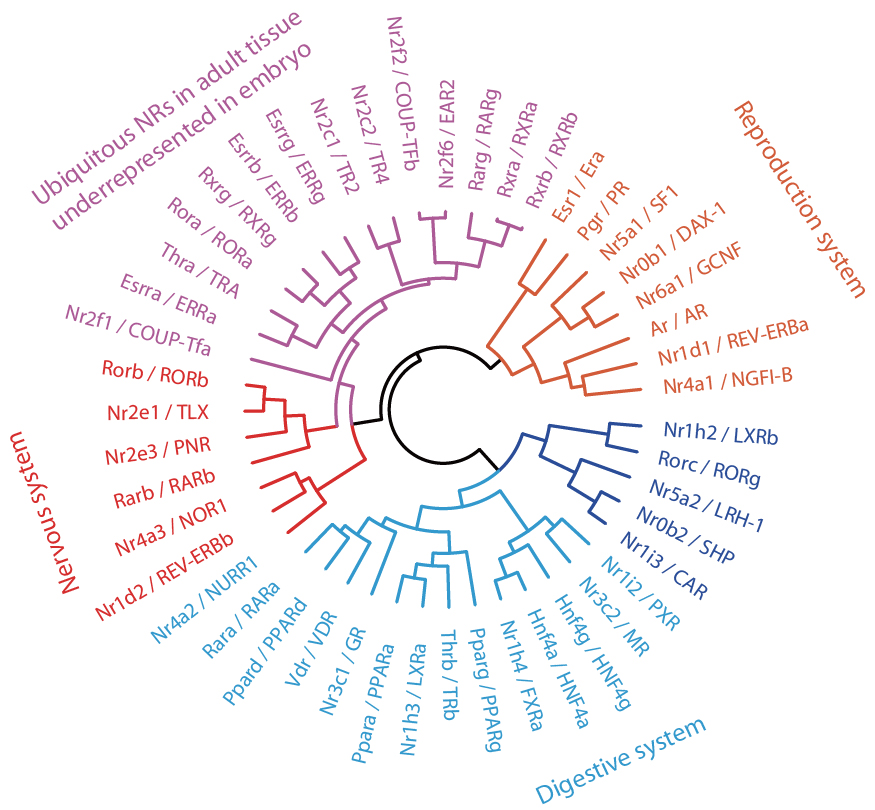 Ubiquitous NRs in adult tissue
underrepresented in embryo
Reproduction system
Nervous system
Digestive system
Nr2f1 / COUP-Tfa
Esrra / ERRa
Thra / TRA
Rora / RORa
Rxrg / RXRg
Esrrb / ERRb
Esrrg / ERRg
Nr2c1 / TR2
Nr2c2 / TR4
Nr2f2 / COUP-TFb
Nr2f6 / EAR2
Rarg / RARg
Rxra / RXRa
Rxrb / RXRb
Esr1 / Era
Pgr / PR
Nr5a1 / SF1
Nr0b1 / DAX-1
Nr6a1 / GCNF
Ar / AR
Nr1d1 / REV-ERBa
Nr4a1 / NGFI-B
Nr1h2 / LXRb
Rorc / RORg
Nr5a2 / LRH-1
Nr0b2 / SHP
Nr1i3 / CAR
Nr1i2 / PXR
Nr3c2 / MR
Hnf4g / HNF4g
Hnf4a / HNF4a
Nr1h4 / FXRa
Pparg / PPARg
Thrb / TRb
Nr1h3 / LXRa
Ppara / PPARa
Nr3c1 / GR
Vdr / VDR
Ppard / PPARd
Rara / RARa
Nr4a2 / NURR1
Nr1d2 / REV-ERBb
Nr4a3 / NOR1
Rarb / RARb
Nr2e3 / PNR
Nr2e1 / TLX
Rorb / RORb